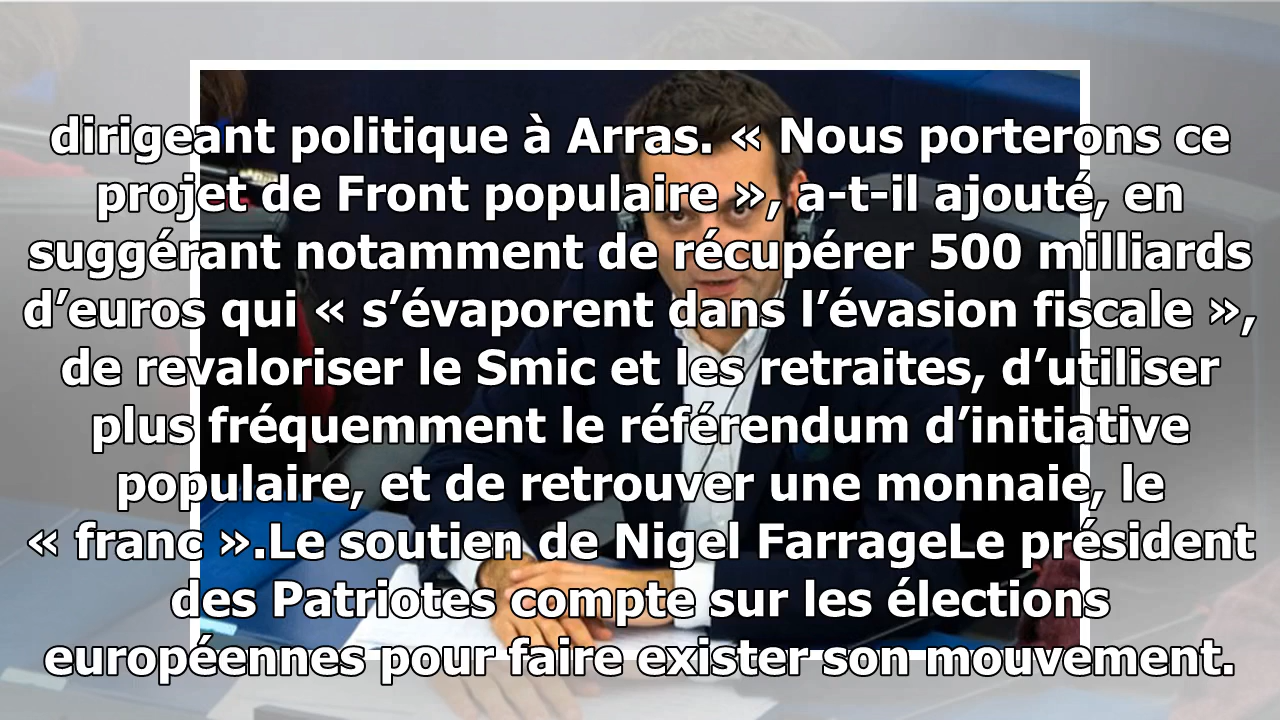 dirigeant politique à Arras. « Nous porterons ce
projet de Front populaire », a-t-il ajouté, en
suggérant notamment de récupérer 500 milliards
d’euros qui « s’évaporent dans l’évasion fiscale »,
de revaloriser le Smic et les retraites, d’utiliser
plus fréquemment le référendum d’initiative
populaire, et de retrouver une monnaie, le
« franc ».Le soutien de Nigel FarrageLe président
des Patriotes compte sur les élections
européennes pour faire exister son mouvement.